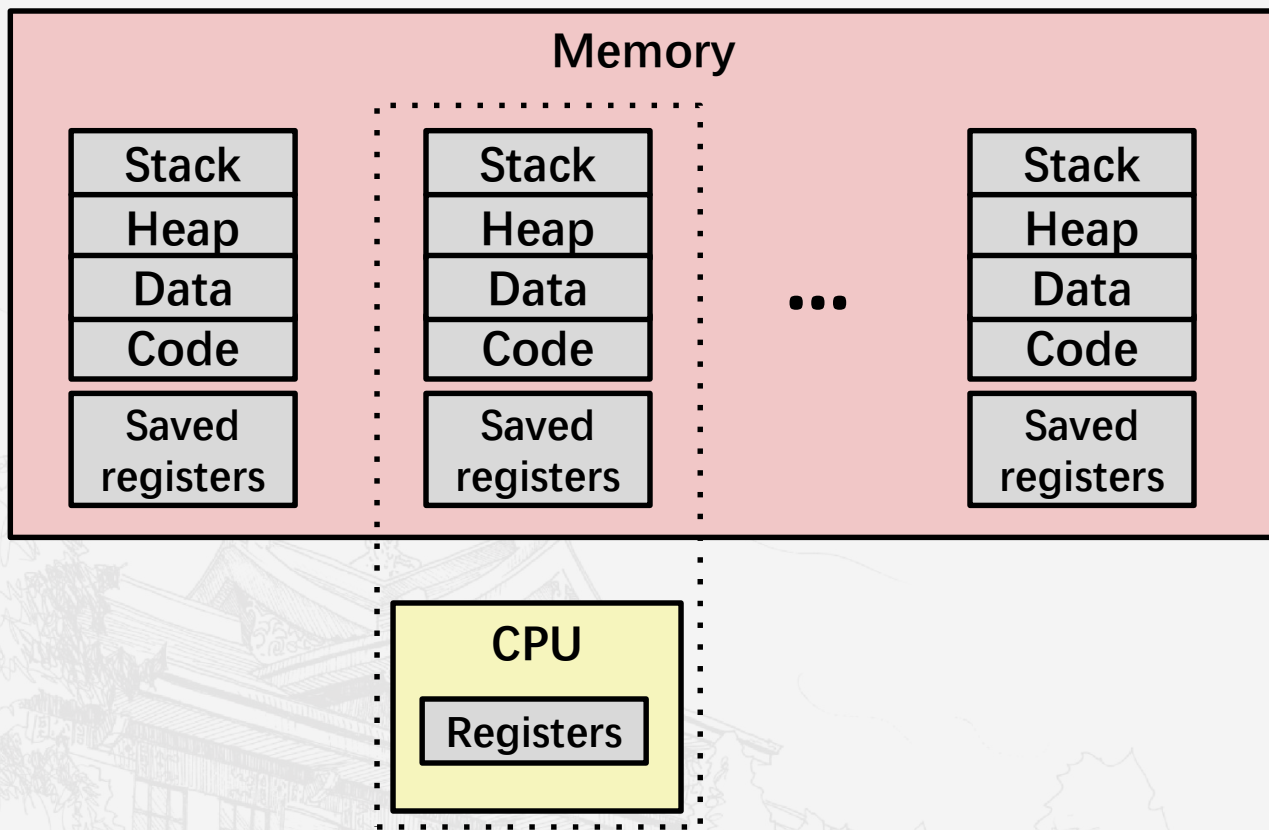 Memory
Stack
Heap
Data
Code
Saved
registers
Stack
Heap
Data
Code
Saved
registers
...
Stack
Heap
Data
Code
Saved
registers
CPU
Registers